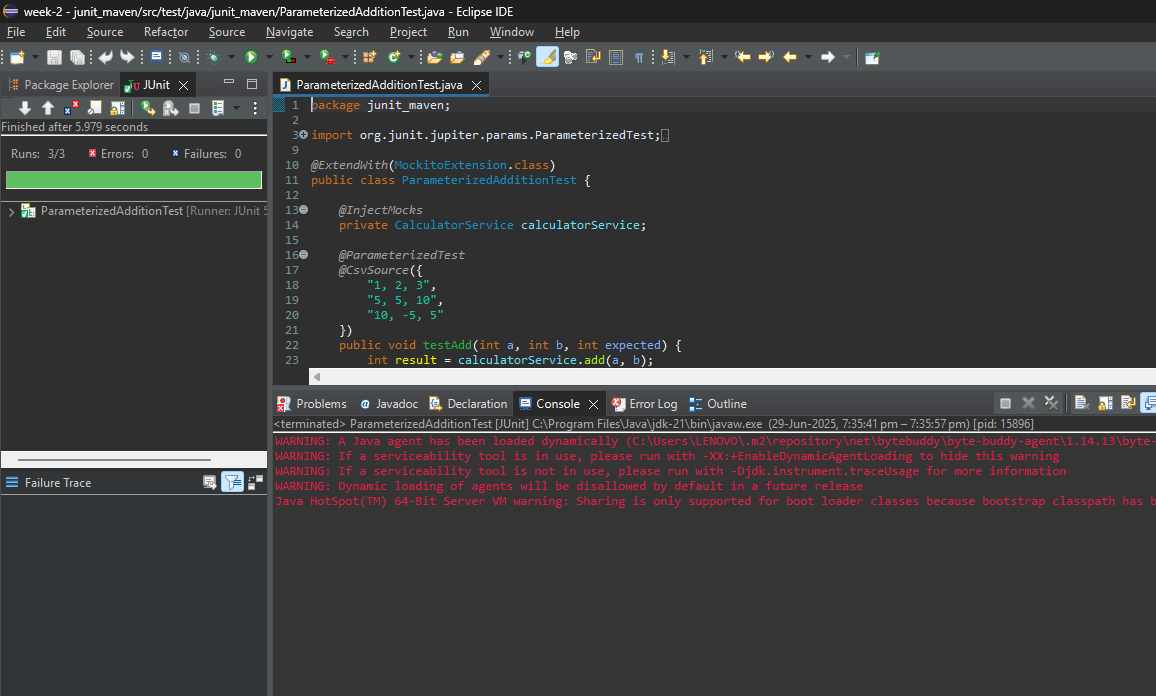 week-2 - junit_maven/src/test/java/junit_maven/ParameterizedAdditionTest.java - Eclipse IDE
File Edit Source Refactor Source Navigate Search Project Run Window Help
Package Explorer JUnit
Finished after 5.979 seconds
Runs: 3/3 Errors: 0 Failures: 0
ParameterizedAdditionTest [Runner: JUnit 5
Failure Trace
ParameterizedAdditionTest.java
1 package junit_maven;
2
3 import org.junit.jupiter.params.ParameterizedTest;
9
10 @ExtendWith(MockitoExtension.class)
11 public class ParameterizedAdditionTest {
12
13 @InjectMocks
14 private CalculatorService calculatorService;
15
16 @ParameterizedTest
17 @CsvSource({
18 "1, 2, 3",
19 "5, 5, 10",
20 "10, -5, 5"
21 })
22 public void testAdd(int a, int b, int expected) {
23 int result = calculatorService.add(a, b);
Problems Javadoc Declaration Console Error Log Outline
<terminated> ParameterizedAdditionTest [JUnit] C:\Program Files\Java\jdk-21\bin\javaw.exe (29-Jun-2025, 7:35:41 pm – 7:35:57 pm) [pid: 15896]
WARNING: A Java agent has been loaded dynamically (C:\Users\LENOVO\.m2\repository\net\bytebuddy\byte-buddy-agent\1.14.13\byte-
WARNING: If a serviceability tool is in use, please run with -XX:+EnableDynamicAgentLoading to hide this warning
WARNING: If a serviceability tool is not in use, please run with -Djdk.instrument.traceUsage for more information
WARNING: Dynamic loading of agents will be disallowed by default in a future release
Java HotSpot(TM) 64-Bit Server VM warning: Sharing is only supported for boot loader classes because bootstrap classpath has b